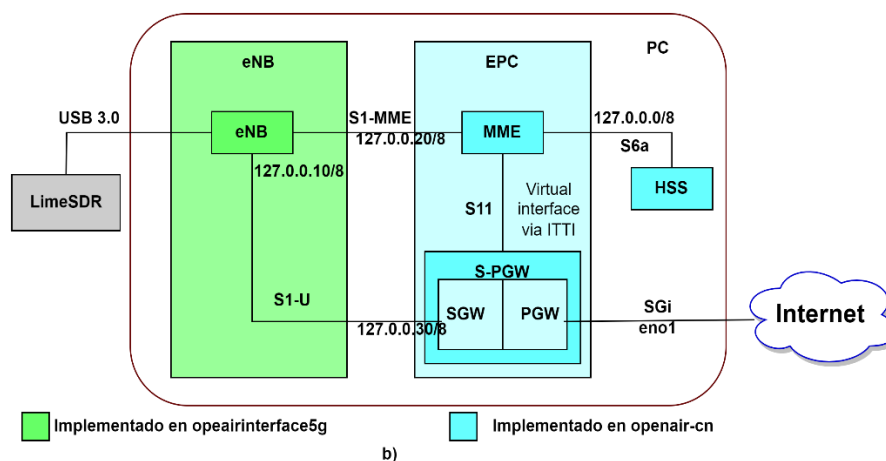 eNB
EPC
PC
USB 3.0
eNB
S1-MME
127.0.0.20/8
MME
127.0.0.0/8
S6a
127.0.0.10/8
LimeSDR
HSS
S11
Virtual
interface
via ITTI
S-PGW
S1-U
SGW
PGW
127.0.0.30/8
SGi
eno1
Internet
Implementado en opeairinterface5g
Implementado en openair-cn
b)